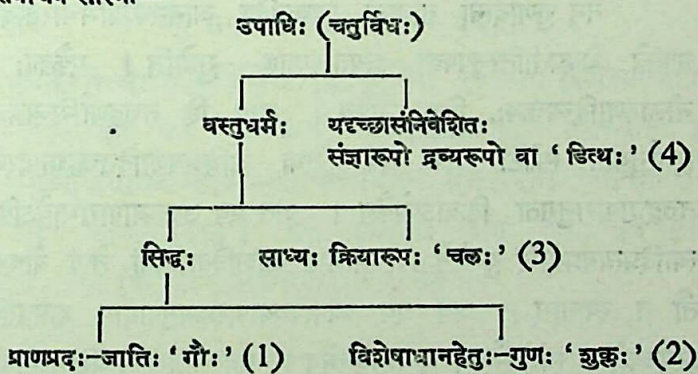 उपाधिः (चतुर्विधः)
वस्तुधर्मः यदृच्छासंनिवेशितः
संज्ञारूपो द्रव्यरूपो वा ‘ डित्थः ’ (4)
सिद्धः साध्यः क्रियारूपः ‘ चलः ’ (3)
प्राणप्रदः-जातिः ‘ गौः ’ (1) विशेषाधानहेतुः-गुणः ‘ शुक्लः ’ (2)